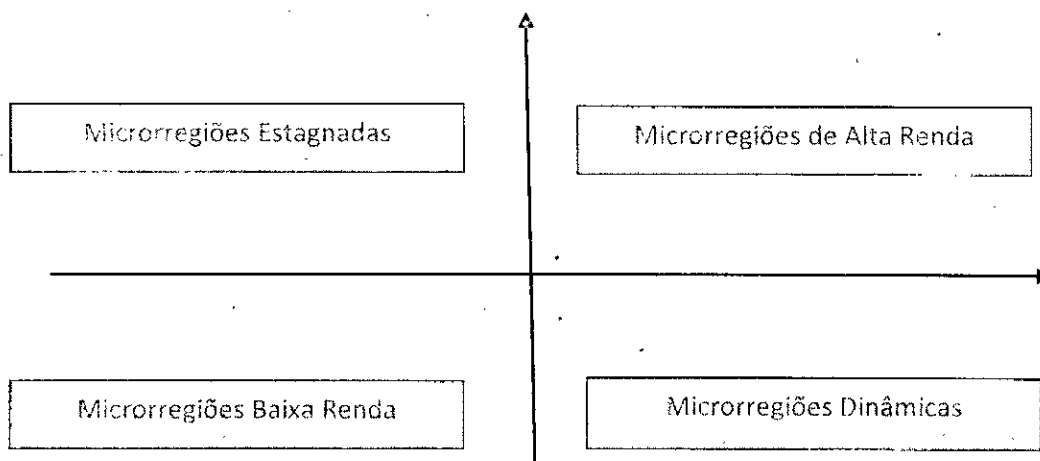 Microrregiões Estagnadas
Microrregiões de Alta Renda
Microrregiões Baixa Renda
Microrregiões Dinâmicas